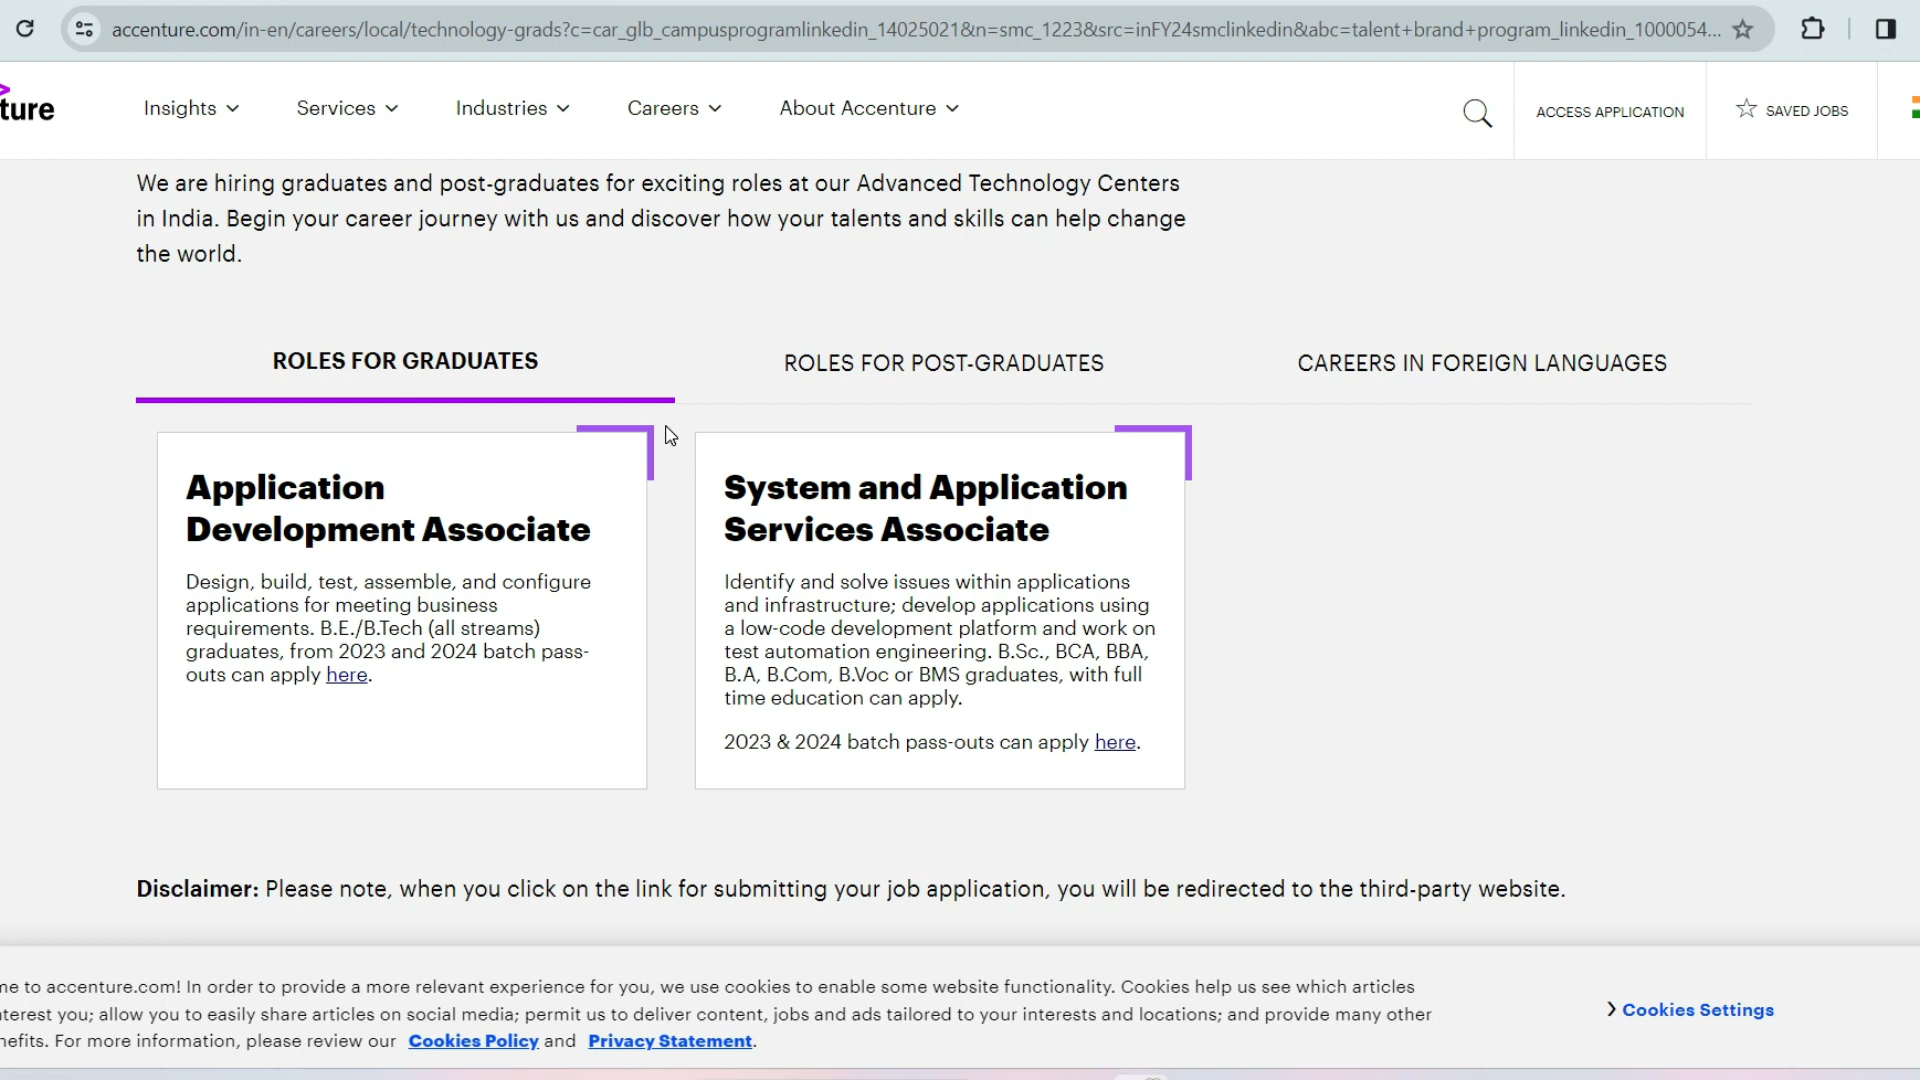 accenture.com/in-en/careers/local/technology-grads?c=car_glb_campusprogramlinkedin_14025021&n=smc_1223&src=inFY24smclinkedin&abc=talent+brand+program_linkedin_1000054...
ture
Insights
Services
Industries
Careers
About Accenture
ACCESS APPLICATION
SAVED JOBS
We are hiring graduates and post-graduates for exciting roles at our Advanced Technology Centers
in India. Begin your career journey with us and discover how your talents and skills can help change
the world.
ROLES FOR GRADUATES
ROLES FOR POST-GRADUATES
CAREERS IN FOREIGN LANGUAGES
Application
Development Associate
Design, build, test, assemble, and configure
applications for meeting business
requirements. B.E./B.Tech (all streams)
graduates, from 2023 and 2024 batch pass-
outs can apply here.
System and Application
Services Associate
Identify and solve issues within applications
and infrastructure; develop applications using
a low-code development platform and work on
test automation engineering. B.Sc., BCA, BBA,
B.A, B.Com, B.Voc or BMS graduates, with full
time education can apply.
2023 & 2024 batch pass-outs can apply here.
Disclaimer: Please note, when you click on the link for submitting your job application, you will be redirected to the third-party website.
me to accenture.com! In order to provide a more relevant experience for you, we use cookies to enable some website functionality. Cookies help us see which articles
terest you; allow you to easily share articles on social media; permit us to deliver content, jobs and ads tailored to your interests and locations; and provide many other
nefits. For more information, please review our Cookies Policy and Privacy Statement.
Cookies Settings